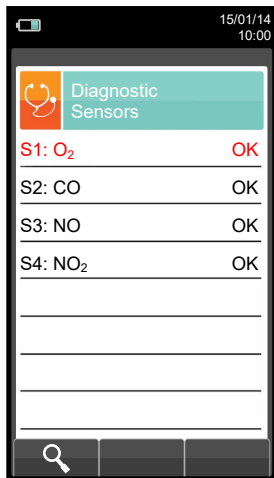 15/01/14
10:00
Diagnostic
Sensors
S1: O₂ OK
S2: CO OK
S3: NO OK
S4: NO₂ OK